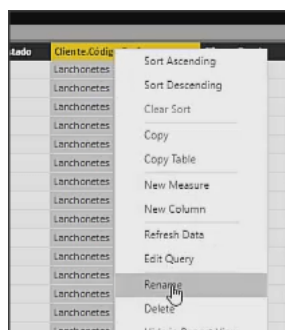 stado Cliente.Códig
Lanchonetes
Sort Ascending
Lanchonetes
Sort Descending
Lanchonetes
Clear Sort
Lanchonetes
Copy
Lanchonetes
Copy Table
Lanchonetes
Lanchonetes
New Measure
Lanchonetes
New Column
Lanchonetes
Refresh Data
Lanchonetes
Edit Query
Lanchonetes
Rename
Lanchonetes
Delete
Lanchonetes